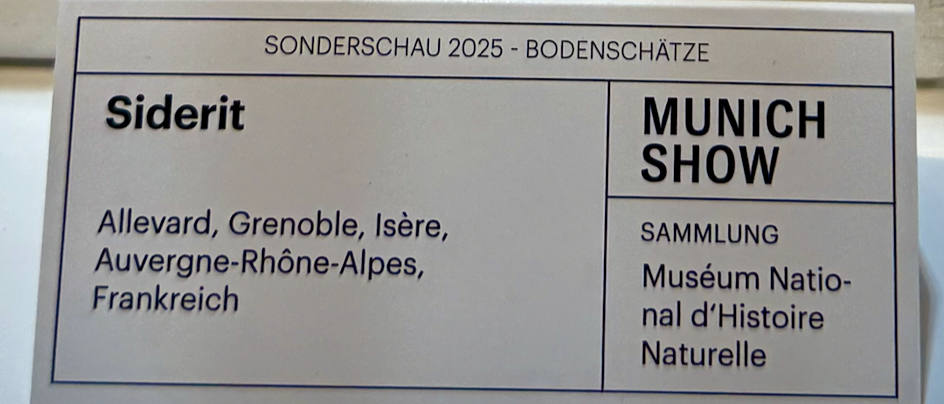 SONDERSCHAU 2025 - BODENSCHÄTZE
Siderit
Allevard, Grenoble, Isère,
Auvergne-Rhône-Alpes,
Frankreich
MUNICH
SHOW
SAMMLUNG
Muséum Natio-
nal d‘Histoire
Naturelle